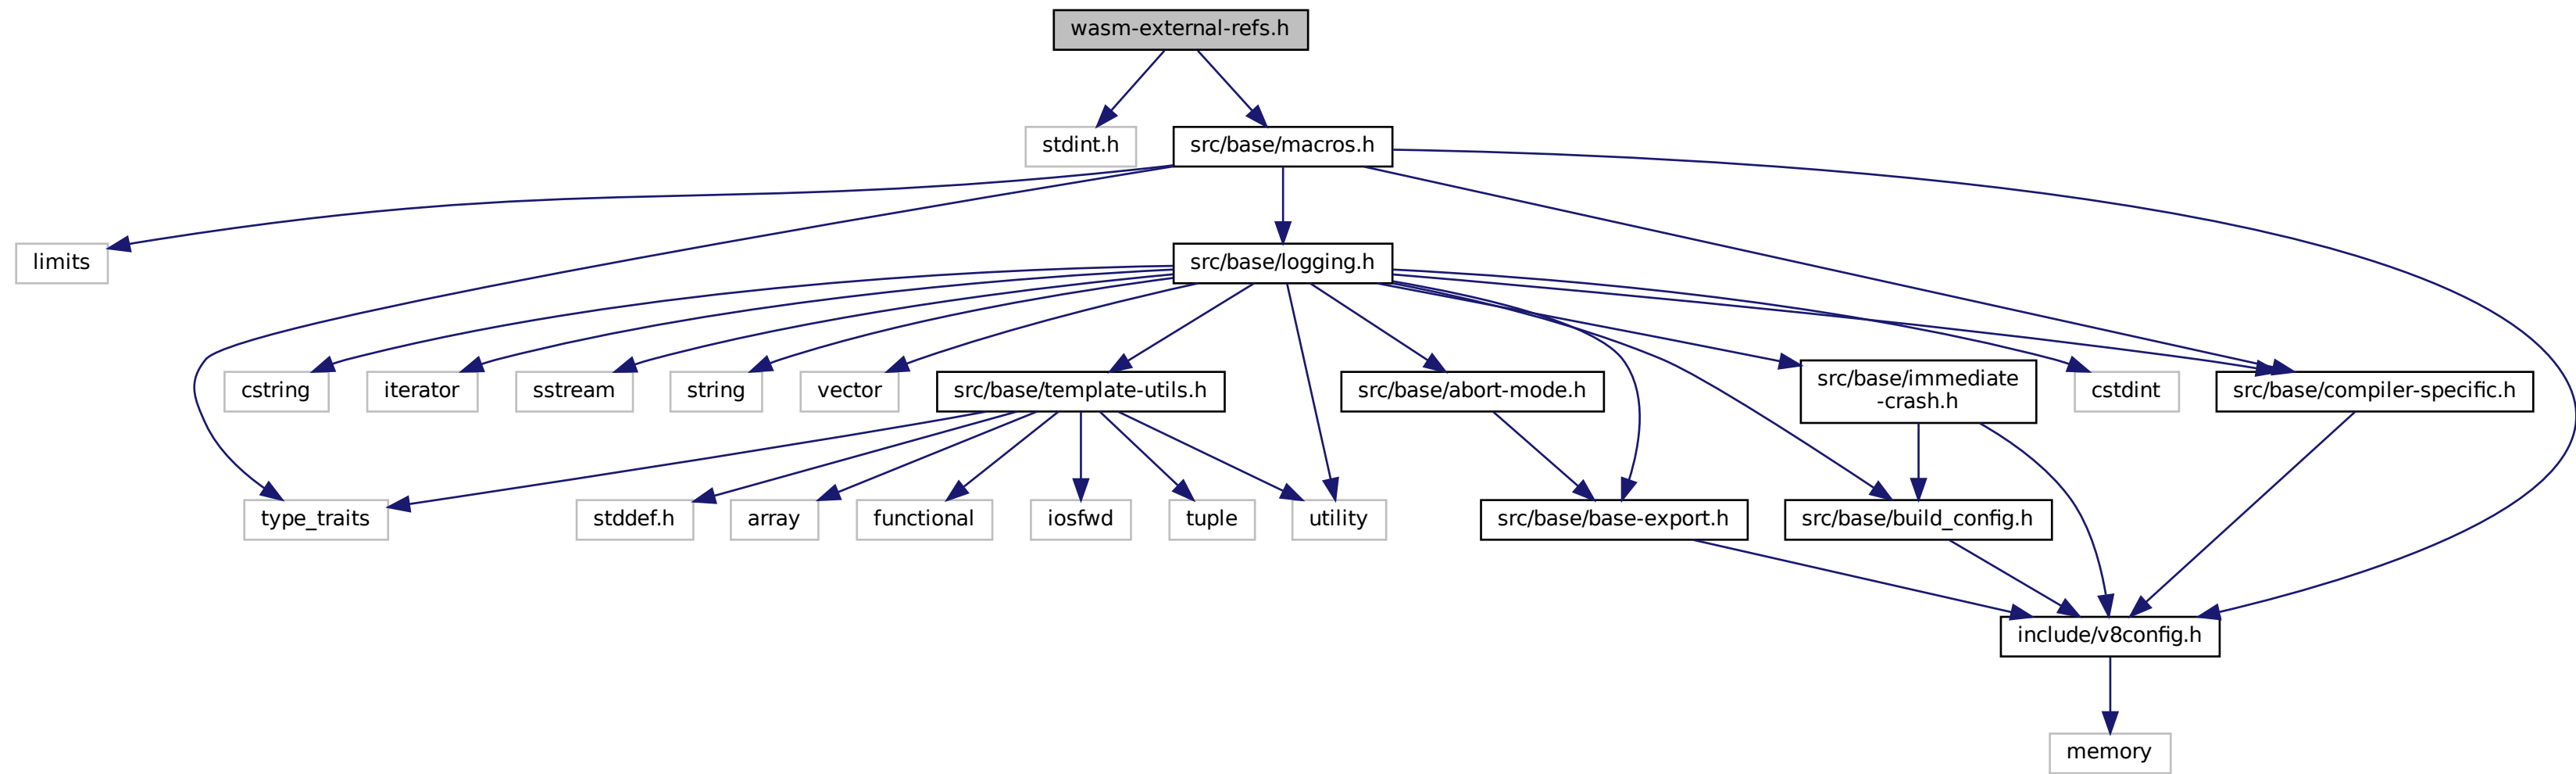 wasm-external-refs.h
stdint.h
src/base/macros.h
limits
src/base/logging.h
cstring
iterator
sstream
string
vector
src/base/template-utils.h
src/base/abort-mode.h
src/base/immediate
-crash.h
cstdint
src/base/compiler-specific.h
type_traits
stddef.h
array
functional
iosfwd
tuple
utility
src/base/base-export.h
src/base/build_config.h
include/v8config.h
memory